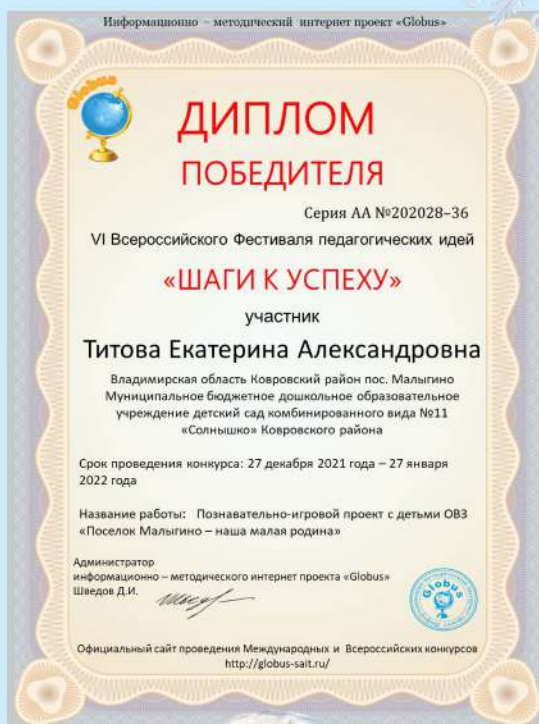 Информационно – методический интернет проект «Globus»
Globus
ДИПЛОМ
ПОБЕДИТЕЛЯ
Серия АА №202028–36
VI Всероссийского Фестиваля педагогических идей
«ШАГИ К УСПЕХУ»
участник
Титова Екатерина Александровна
Владимирская область Ковровский район пос. Малыгино
Муниципальное бюджетное дошкольное образовательное
учреждение детский сад комбинированного вида №11
«Солнышко» Ковровского района
Срок проведения конкурса: 27 декабря 2021 года – 27 января
2022 года
Название работы: Познавательно-игровой проект с детьми ОВЗ
«Поселок Малыгино – наша малая родина»
Администратор
информационно – методического интернет проекта «Globus»
Шведов Д.И.
Globus
Официальный сайт проведения Международных и Всероссийских конкурсов
http://globus-sait.ru/